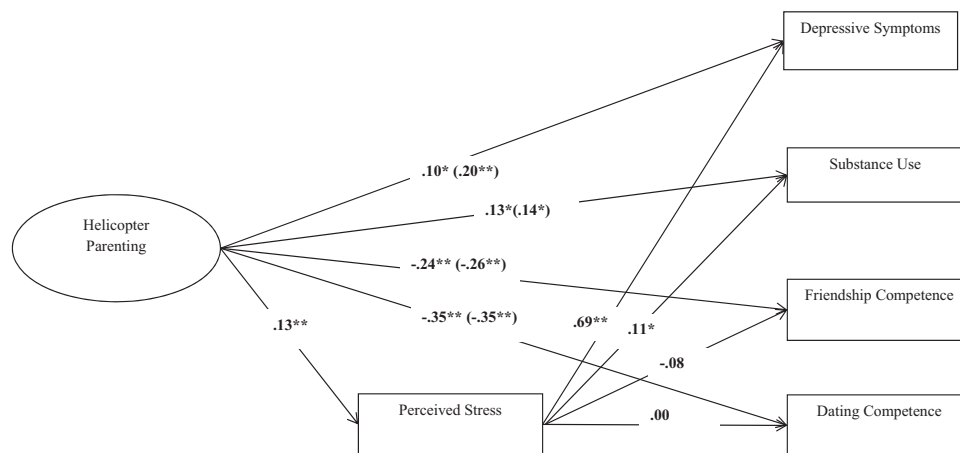 Depressive Symptoms
.10* (.20**)
Substance Use
.13*(.14*)
Helicopter
Parenting
-.24** (-.26**)
Friendship Competence
-.35** (-.35**)
.13**
.69**
.11*
-.08
Perceived Stress
.00
Dating Competence